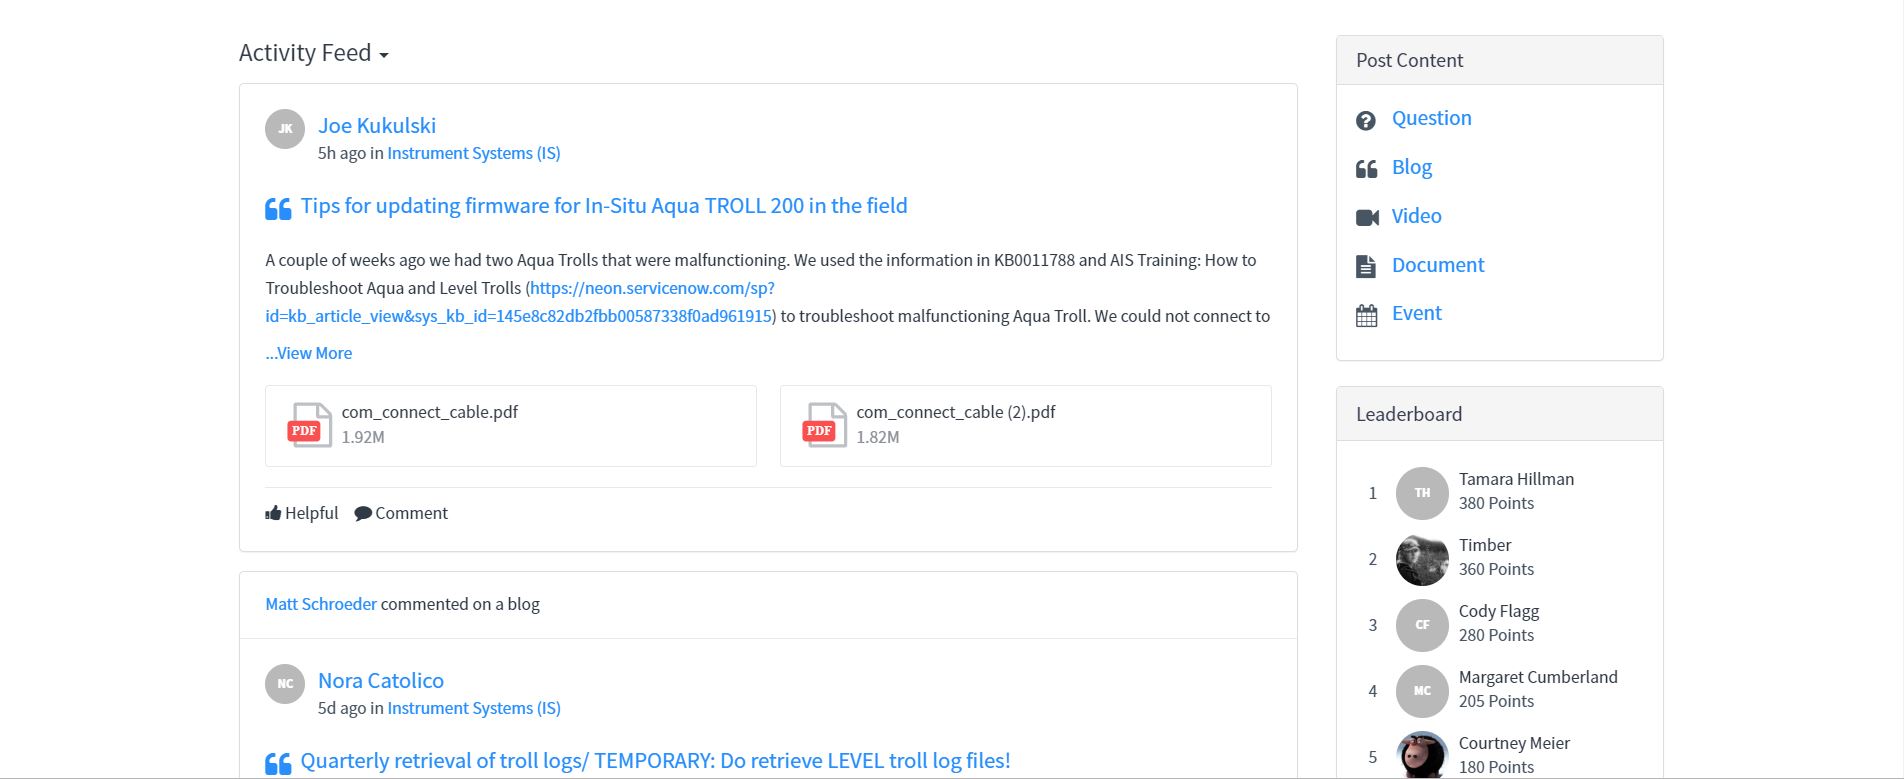 Activity Feed
JK
Joe Kukulski
5h ago in Instrument Systems (IS)
Tips for updating firmware for In-Situ Aqua TROLL 200 in the field
A couple of weeks ago we had two Aqua Trolls that were malfunctioning. We used the information in KB0011788 and AIS Training: How to
Troubleshoot Aqua and Level Trolls (https://neon.servicenow.com/sp?
id=kb_article_view&sys_kb_id=145e8c82db2fbb00587338f0ad961915) to troubleshoot malfunctioning Aqua Troll. We could not connect to
...View More
PDF
com_connect_cable.pdf
1.92M
PDF
com_connect_cable (2).pdf
1.82M
Helpful
Comment
Matt Schroeder commented on a blog
NC
Nora Catolico
5d ago in Instrument Systems (IS)
Quarterly retrieval of troll logs/ TEMPORARY: Do retrieve LEVEL troll log files!
Post Content
Question
Blog
Video
Document
Event
Leaderboard
1
TH
Tamara Hillman
380 Points
2
Timber
360 Points
3
CF
Cody Flagg
280 Points
4
MC
Margaret Cumberland
205 Points
5
Courtney Meier
180 Points